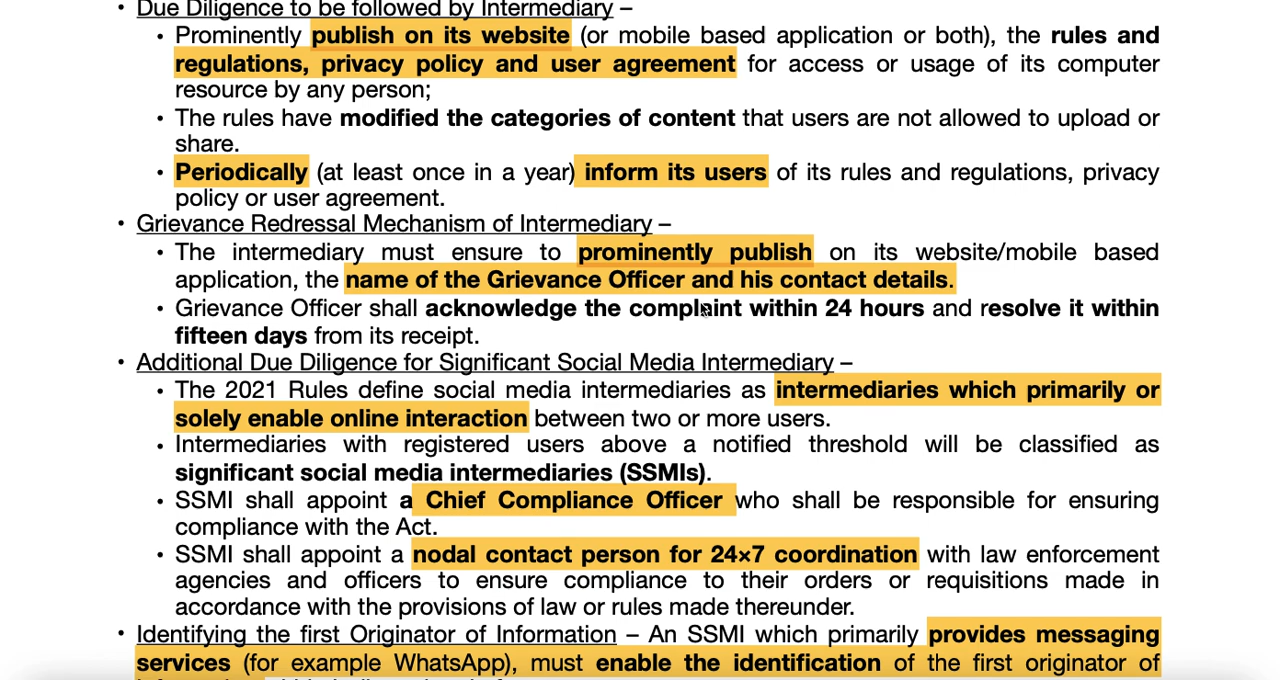 • Due Diligence to be followed by Intermediary –
• Prominently publish on its website (or mobile based application or both), the rules and
regulations, privacy policy and user agreement for access or usage of its computer
resource by any person;
• The rules have modified the categories of content that users are not allowed to upload or
share.
• Periodically (at least once in a year) inform its users of its rules and regulations, privacy
policy or user agreement.
• Grievance Redressal Mechanism of Intermediary –
• The intermediary must ensure to prominently publish on its website/mobile based
application, the name of the Grievance Officer and his contact details.
• Grievance Officer shall acknowledge the complaint within 24 hours and resolve it within
fifteen days from its receipt.
• Additional Due Diligence for Significant Social Media Intermediary –
• The 2021 Rules define social media intermediaries as intermediaries which primarily or
solely enable online interaction between two or more users.
• Intermediaries with registered users above a notified threshold will be classified as
significant social media intermediaries (SSMIs).
• SSMI shall appoint a Chief Compliance Officer who shall be responsible for ensuring
compliance with the Act.
• SSMI shall appoint a nodal contact person for 24×7 coordination with law enforcement
agencies and officers to ensure compliance to their orders or requisitions made in
accordance with the provisions of law or rules made thereunder.
• Identifying the first Originator of Information – An SSMI which primarily provides messaging
services (for example WhatsApp), must enable the identification of the first originator of